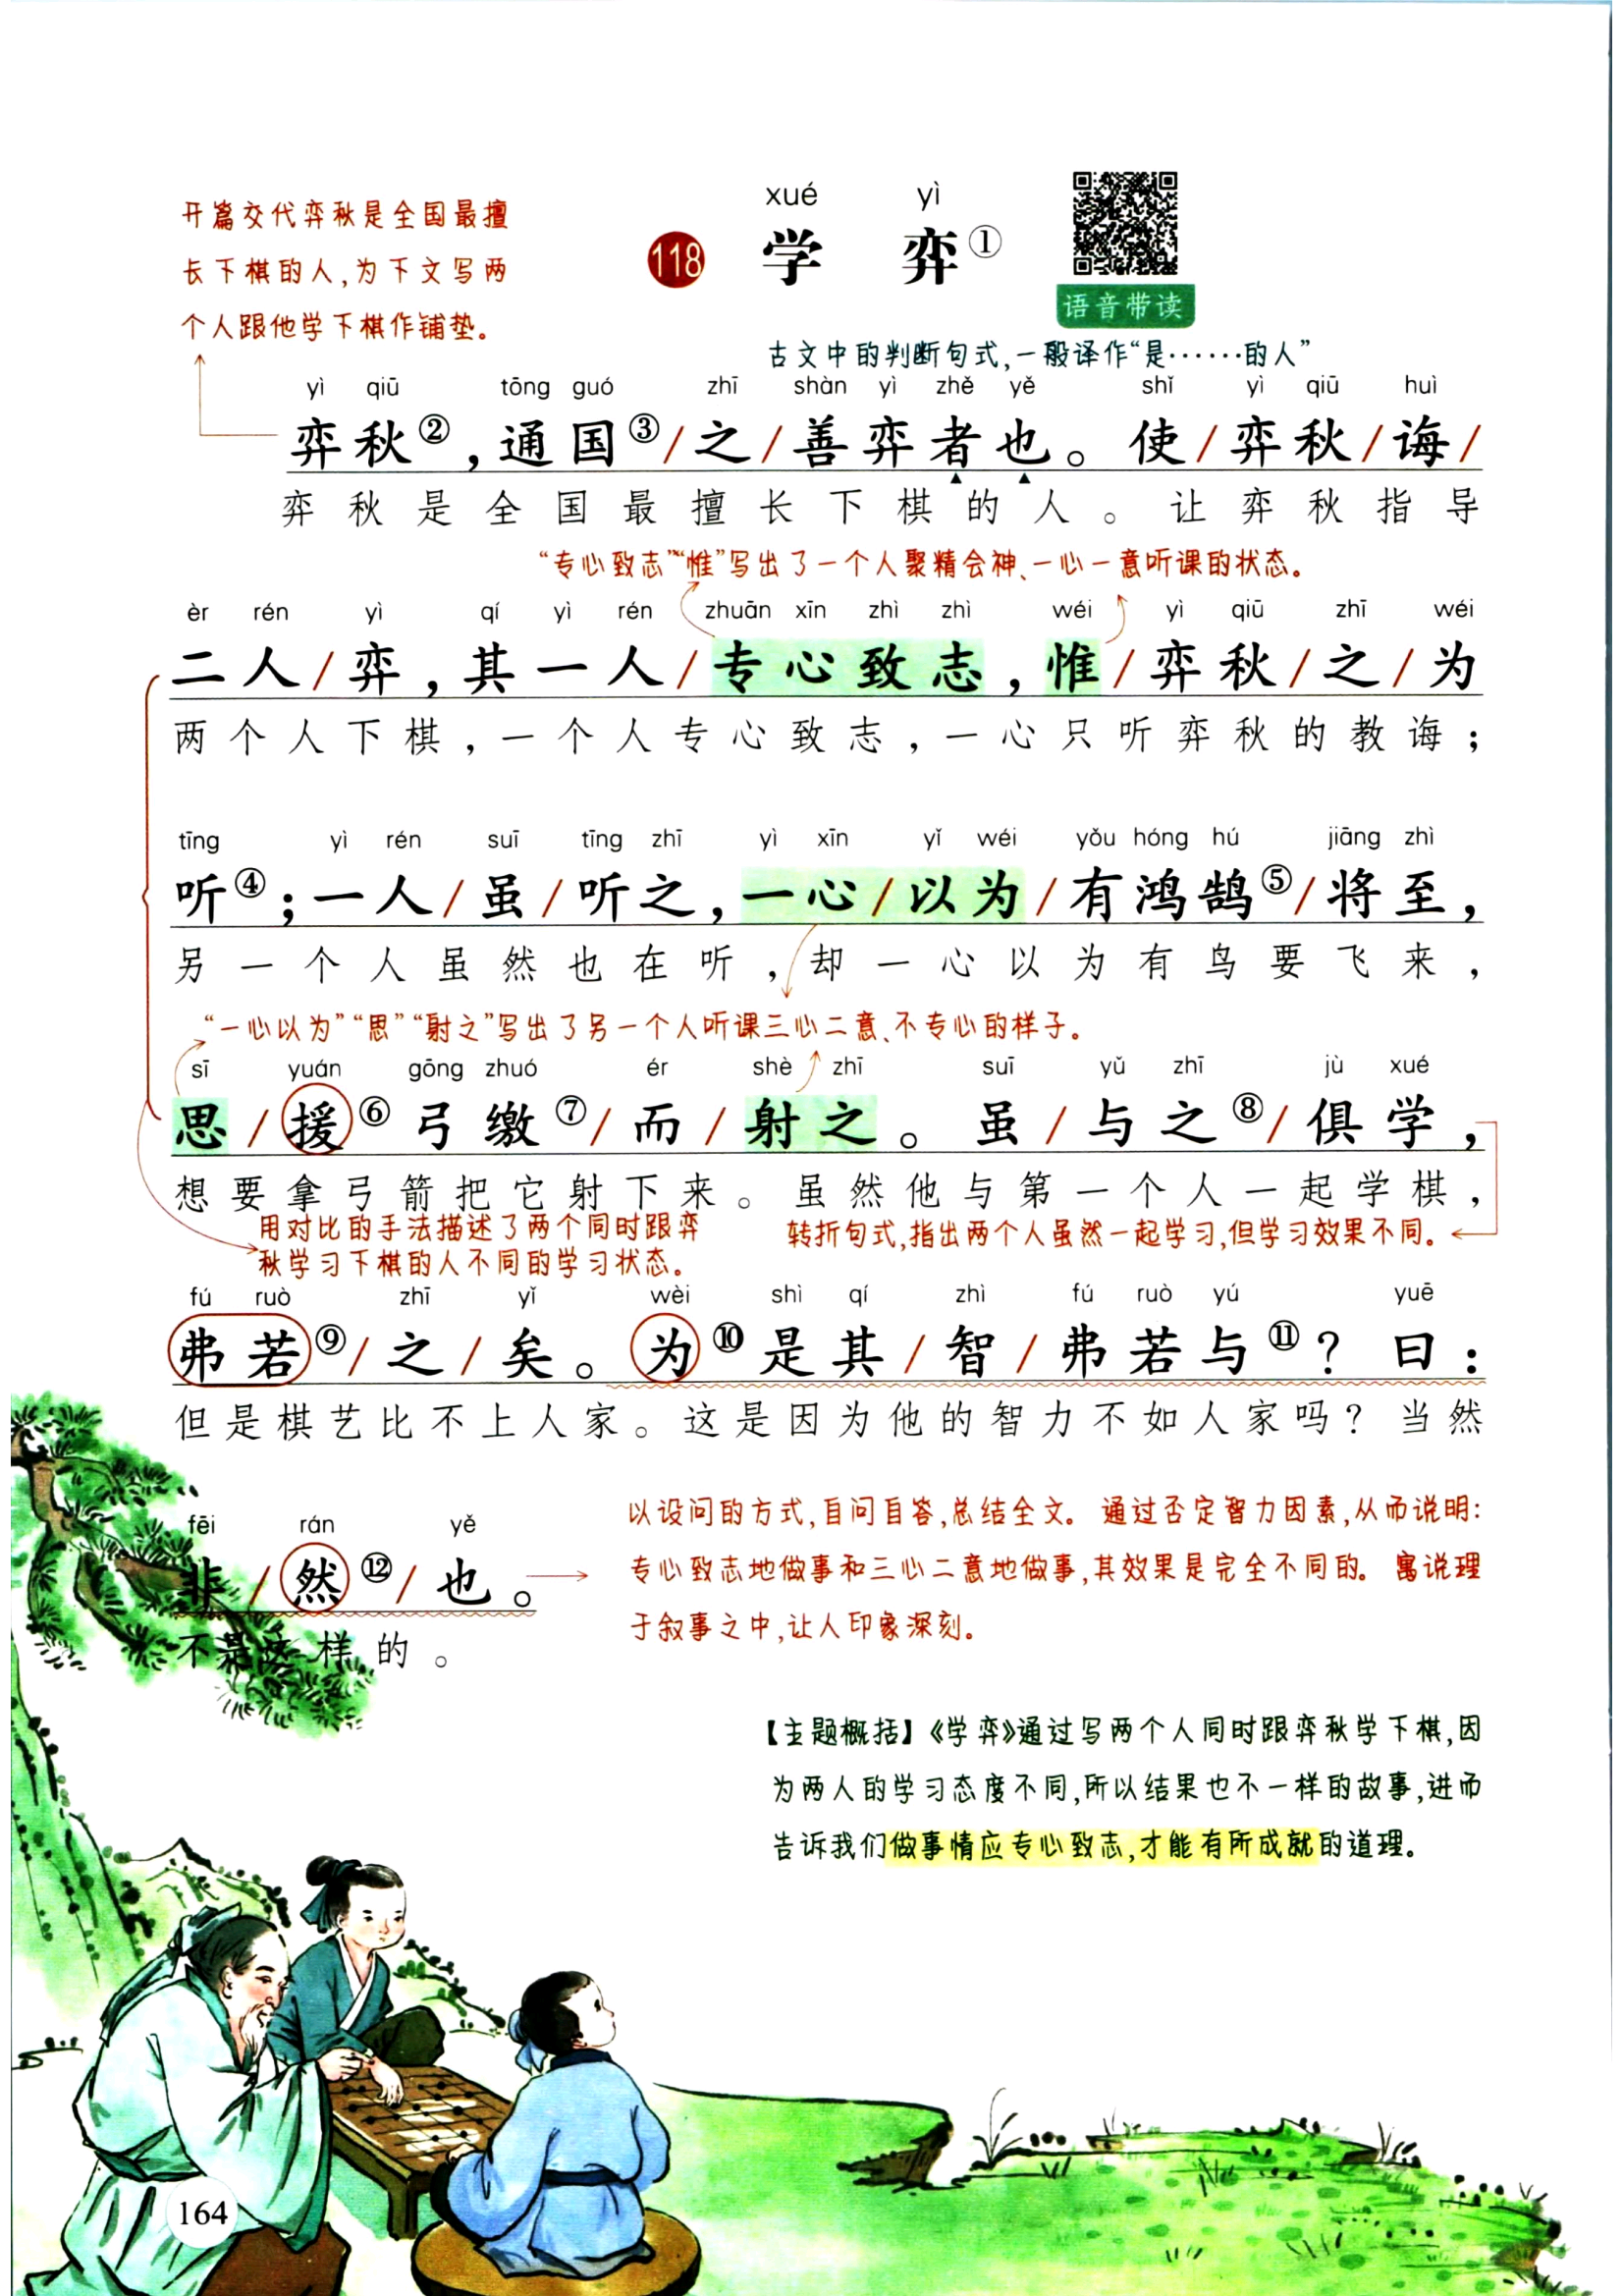 xué yì
118 学弈①
语音带读
开篇交代弈秋是全国最擅
长下棋的人,为下文写两
个人跟他学下棋作铺垫。
古文中的判断句式,一般译作“是……的人”
yì qiū tōng guó zhī shàn yì zhě yě shǐ yì qiū huì
弈秋②,通国③/之/善弈者也。使/弈秋/诲/
弈秋是全国最擅长下棋的人。让弈秋指导
“专心致志”“惟”写出了一个人聚精会神、一心一意听课的状态。
èr rén yì qí yì rén zhuān xīn zhì zhì wéi yì qiū zhī wéi
二人/弈,其一人/专心致志,惟/弈秋/之/为
两个人下棋,一个人专心致志,一心只听弈秋的教诲;
tīng yì rén suī tīng zhī yì xīn yǐ wéi yǒu hóng hú jiāng zhì
听④;一人/虽/听之,一心/以为/有鸿鹄⑤/将至,
另一个人虽然也在听,却一心以为有鸟要飞来,
“一心以为”“思”“射之”写出了另一个人听课三心二意、不专心的样子。
sī yuán gōng zhuó ér shè zhī suī yǔ zhī jù xué
思/援⑥弓缴⑦/而/射之。虽/与之⑧/俱学,
想要拿弓箭把它射下来。虽然他与第一个人一起学棋,
用对比的手法描述了两个同时跟弈
秋学习下棋的人不同的学习状态。
转折句式,指出两个人虽然一起学习,但学习效果不同。
fú ruò zhī yǐ wèi shì qí zhì fú ruò yú yuē
弗若⑨/之/矣。为⑩是其/智/弗若与⑪?曰:
但是棋艺比不上人家。这是因为他的智力不如人家吗?当然
fēi rán yě
非/然⑫/也。
不是这样的。
以设问的方式,自问自答,总结全文。通过否定智力因素,从而说明:
专心致志地做事和三心二意地做事,其效果是完全不同的。寓说理
于叙事之中,让人印象深刻。
【主题概括】《学弈》通过写两个人同时跟弈秋学下棋,因
为两人的学习态度不同,所以结果也不一样的故事,进而
告诉我们做事情应专心致志,才能有所成就的道理。
164